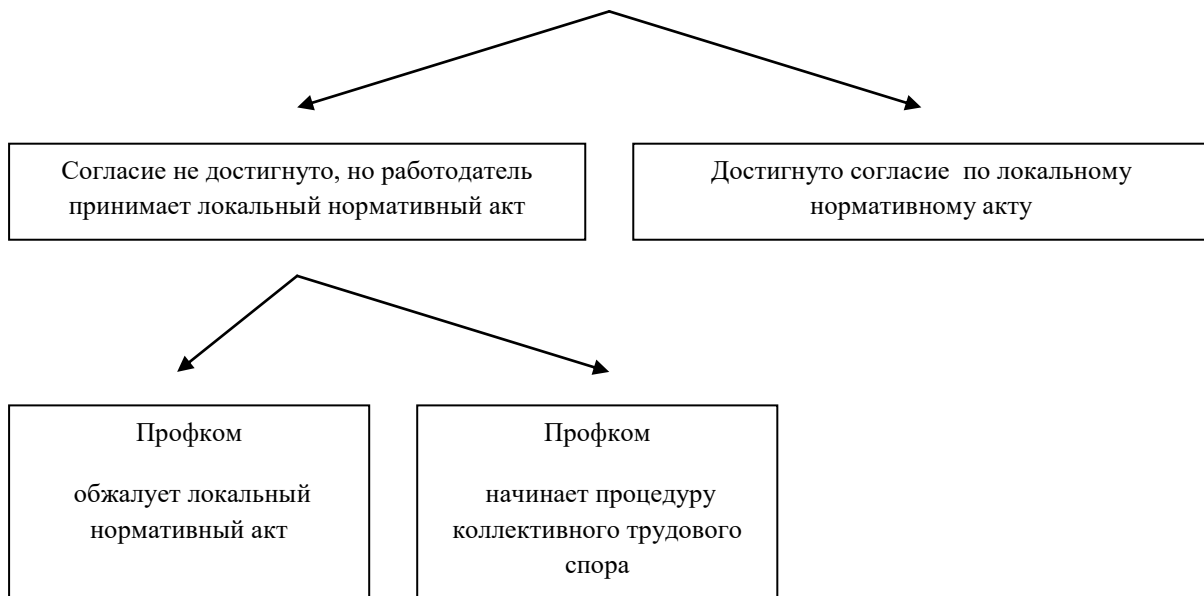 Согласие не достигнуто, но работодатель
принимает локальный нормативный акт
Достигнуто согласие по локальному
нормативному акту
Профком
обжалует локальный
нормативный акт
Профком
начинает процедуру
коллективного трудового
спора